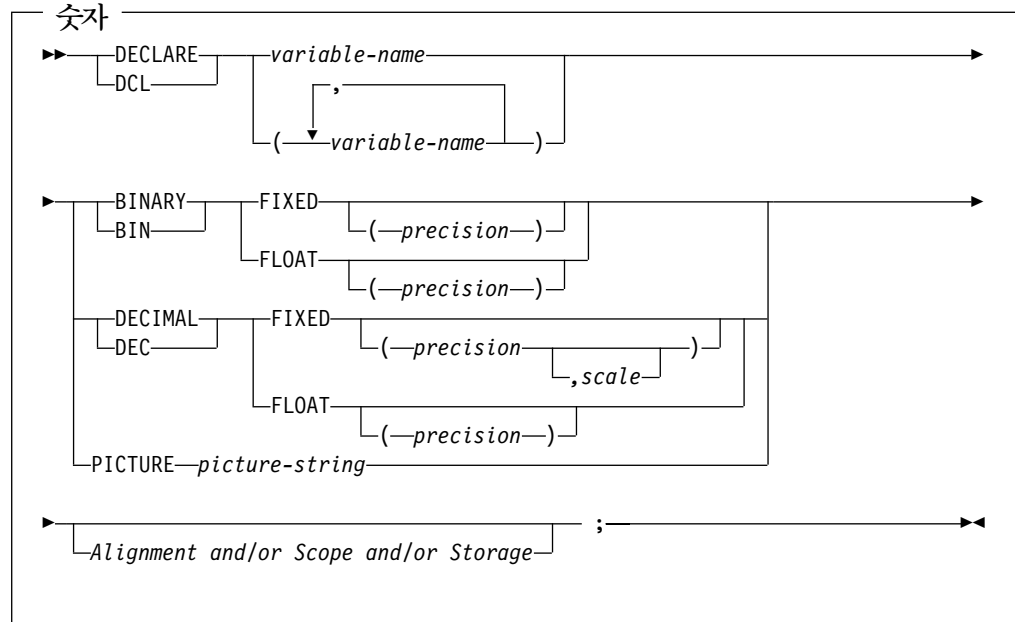 숫자
DECLARE variable-name
DCL
,
( variable-name )
BINARY FIXED
BIN ( precision )
FLOAT
( precision )
DECIMAL FIXED
DEC ( precision )
,scale
FLOAT
( precision )
PICTURE picture-string
;
Alignment and/or Scope and/or Storage